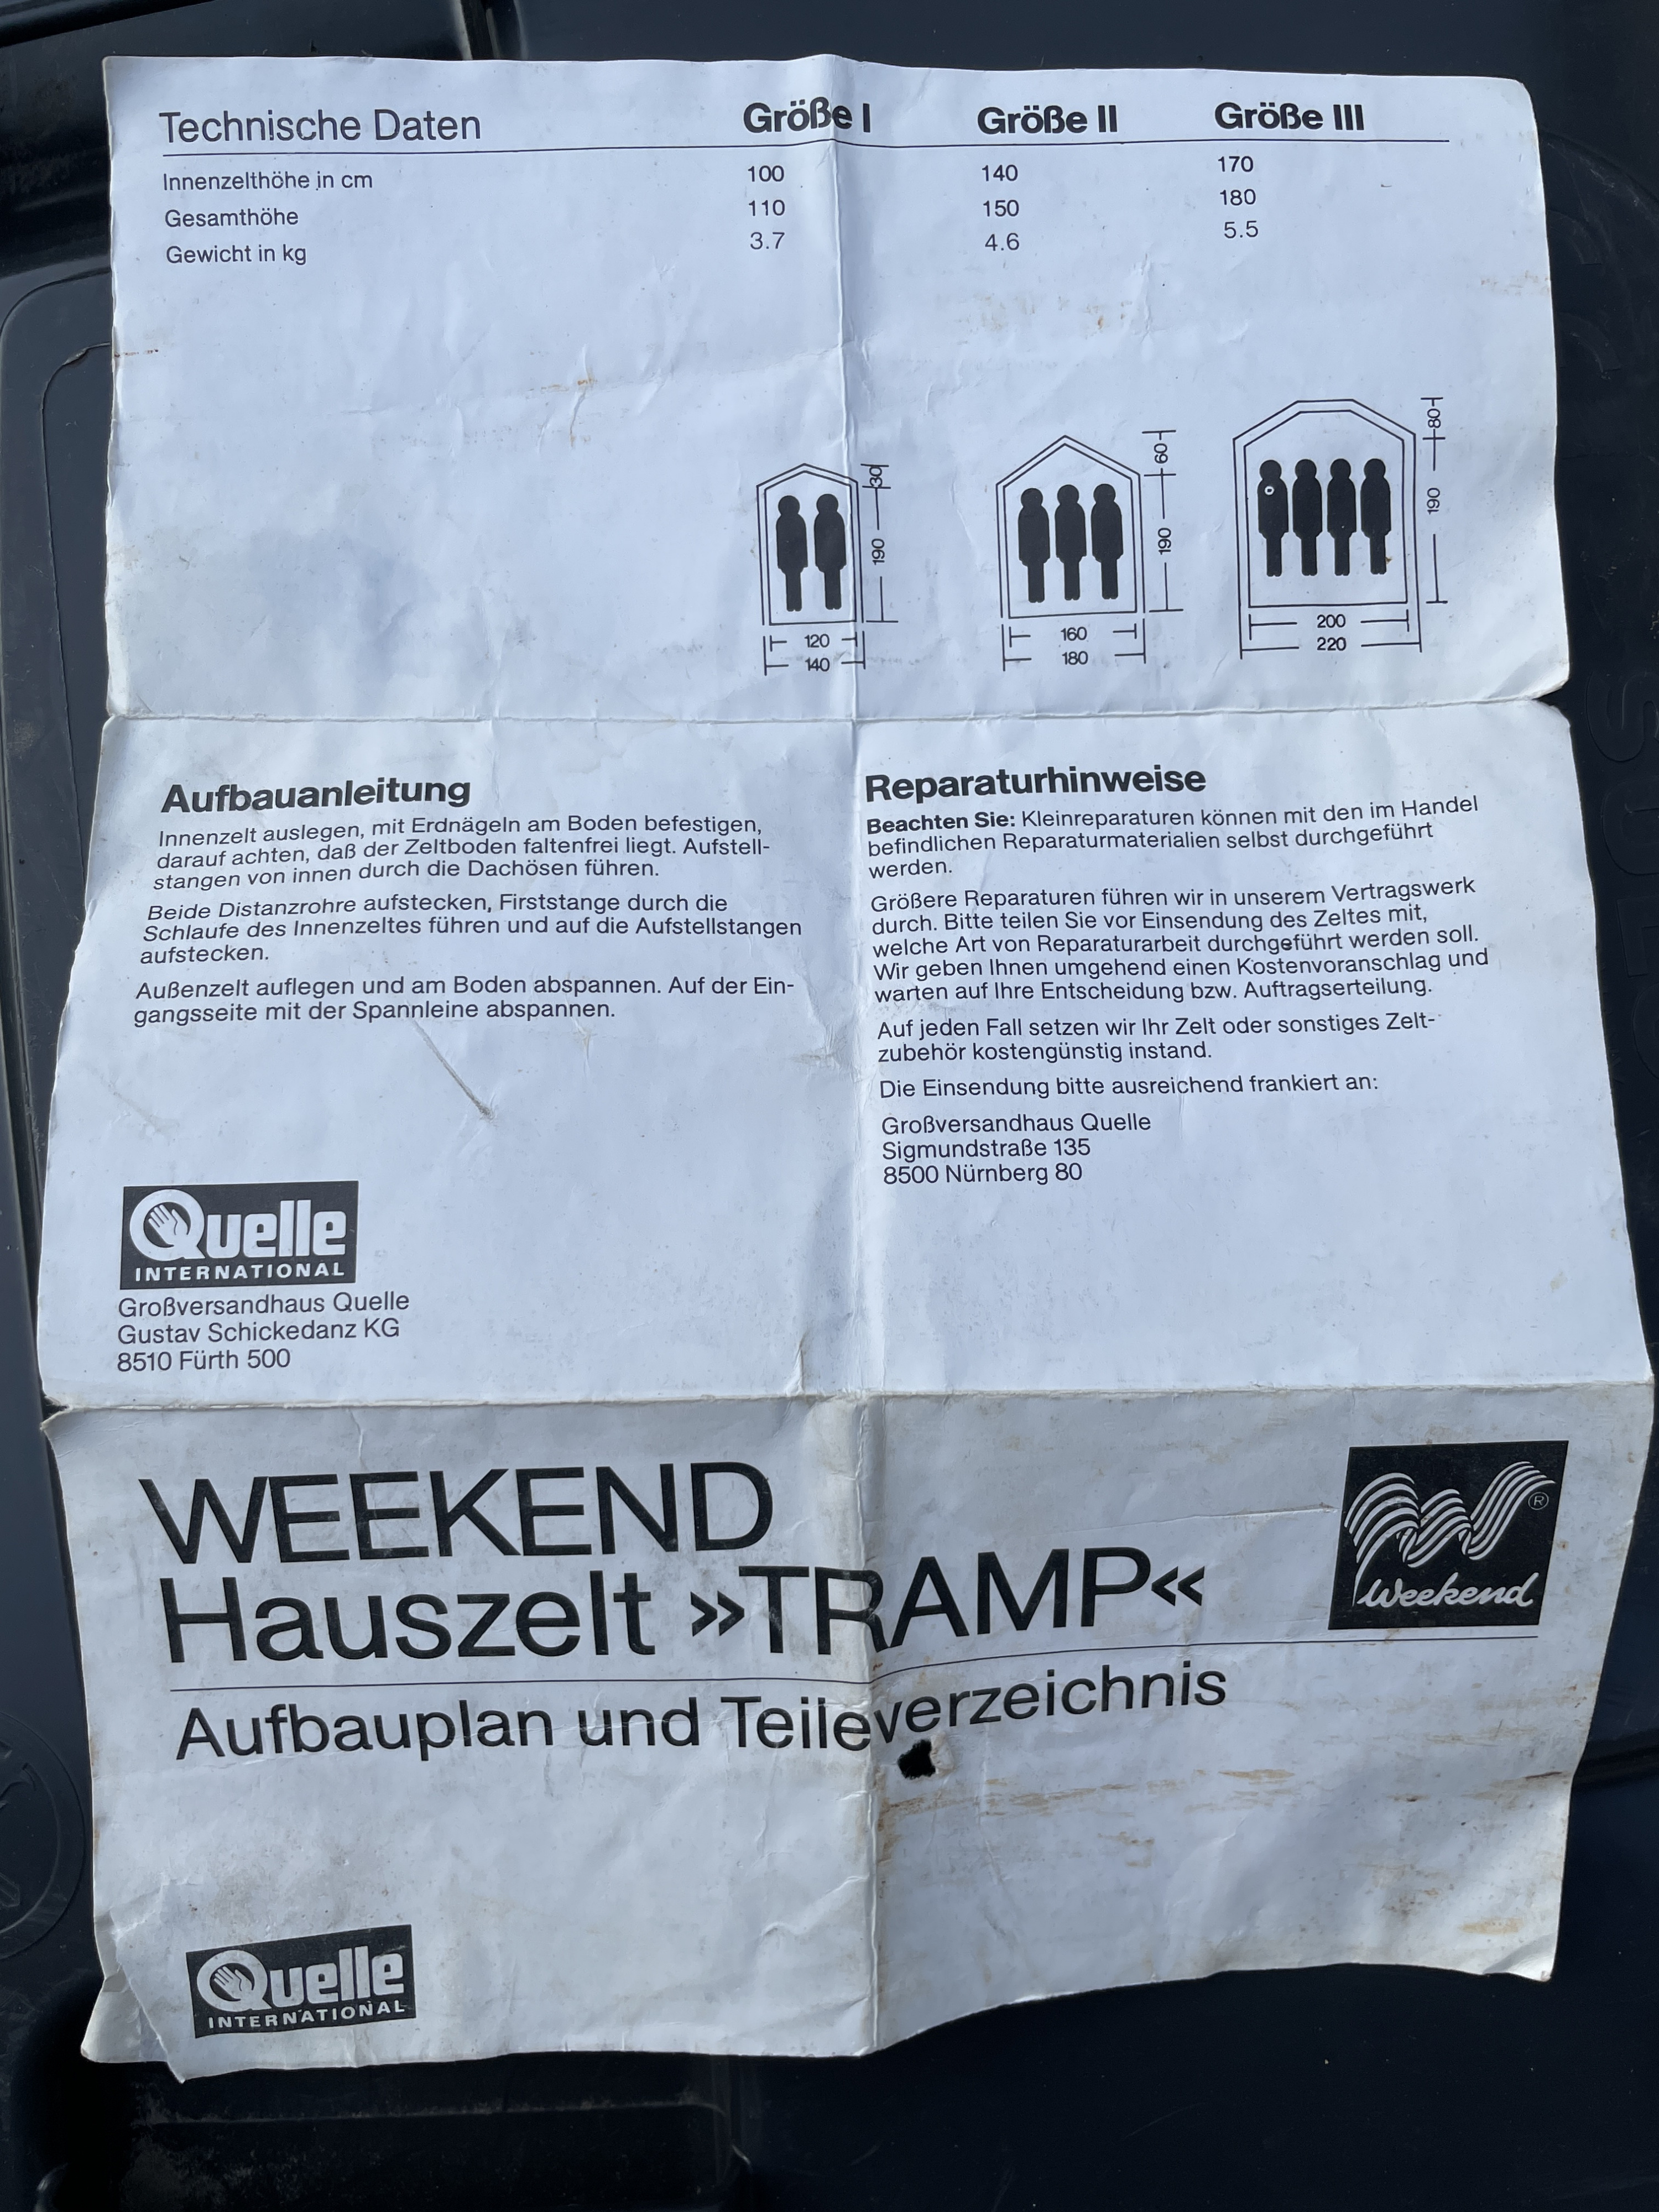 Technische Daten Größe I Größe II Größe III
Innenzelthöhe in cm 100 140 170
Gesamthöhe 110 150 180
Gewicht in kg 3.7 4.6 5.5
30
190
120
140
60
190
160
180
80
190
200
220
Aufbauanleitung
Innenzelt auslegen, mit Erdnägeln am Boden befestigen,
darauf achten, daß der Zeltboden faltenfrei liegt. Aufstell-
stangen von innen durch die Dachösen führen.
Beide Distanzrohre aufstecken, Firststange durch die
Schlaufe des Innenzeltes führen und auf die Aufstellstangen
aufstecken.
Außenzelt auflegen und am Boden abspannen. Auf der Ein-
gangsseite mit der Spannleine abspannen.
Quelle
INTERNATIONAL
Großversandhaus Quelle
Gustav Schickedanz KG
8510 Fürth 500
Reparaturhinweise
Beachten Sie: Kleinreparaturen können mit den im Handel
befindlichen Reparaturmaterialien selbst durchgeführt
werden.
Größere Reparaturen führen wir in unserem Vertragswerk
durch. Bitte teilen Sie vor Einsendung des Zeltes mit,
welche Art von Reparaturarbeit durchgeführt werden soll.
Wir geben Ihnen umgehend einen Kostenvoranschlag und
warten auf Ihre Entscheidung bzw. Auftragserteilung.
Auf jeden Fall setzen wir Ihr Zelt oder sonstiges Zelt-
zubehör kostengünstig instand.
Die Einsendung bitte ausreichend frankiert an:
Großversandhaus Quelle
Sigmundstraße 135
8500 Nürnberg 80
WEEKEND
Hauszelt »TRAMP«
Weekend ®
Aufbauplan und Teileverzeichnis
Quelle
INTERNATIONAL